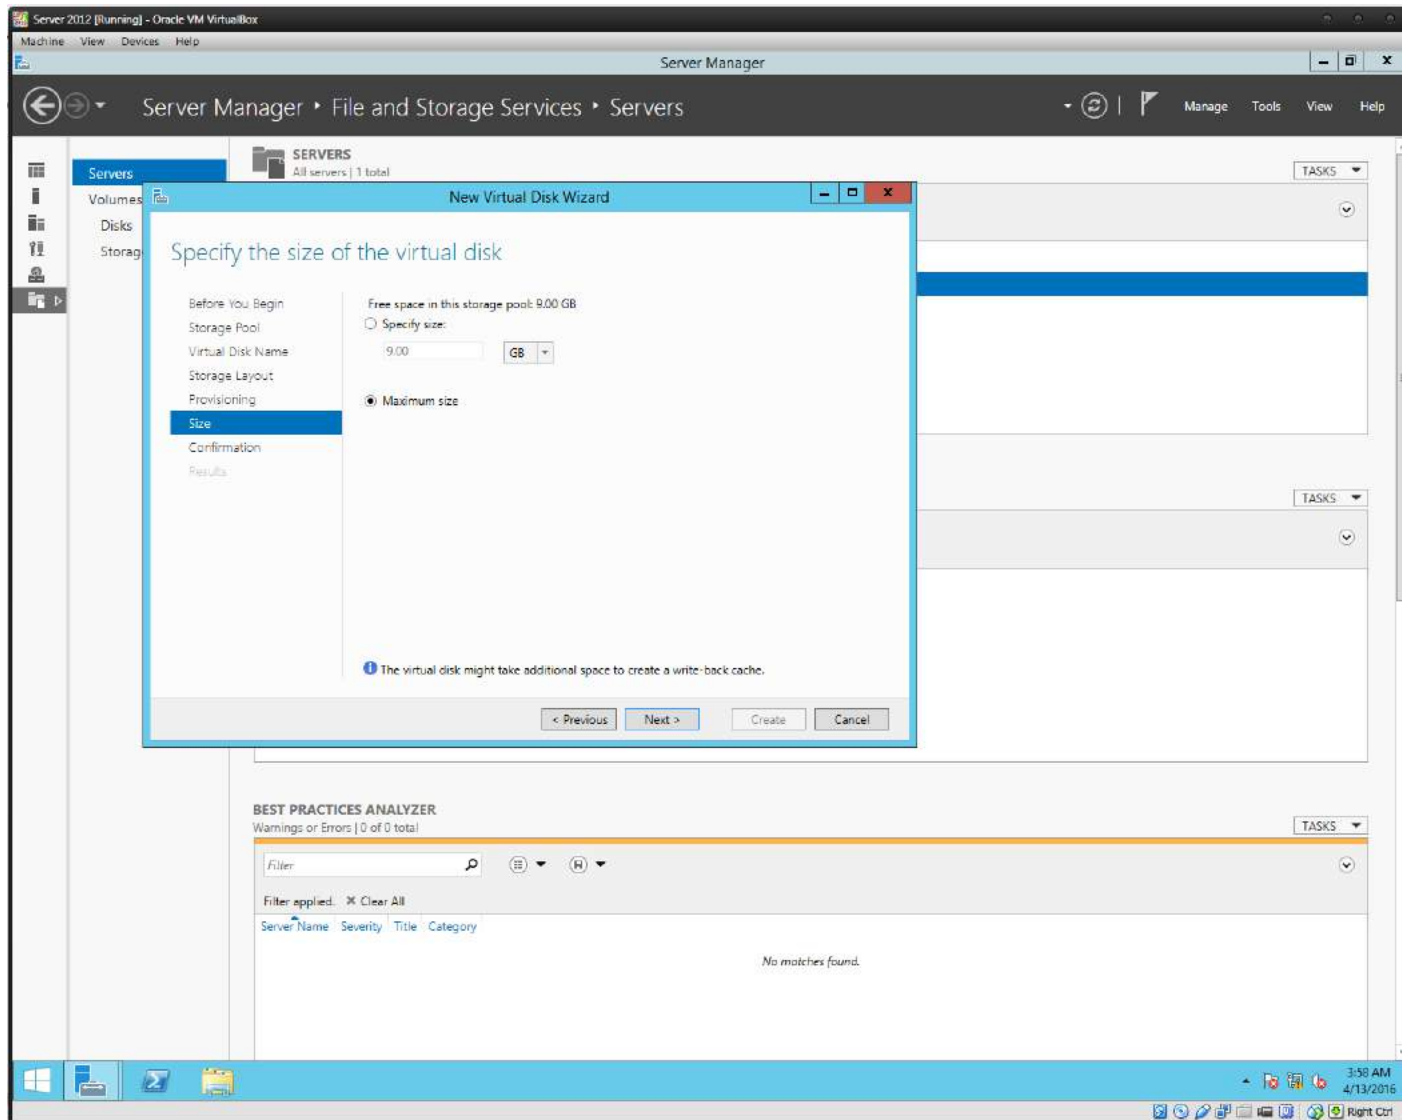 Server 2012 [Running] - Oracle VM VirtualBox
Machine View Devices Help
Server Manager
Server Manager ‣ File and Storage Services ‣ Servers
Manage Tools View Help
SERVERS
All servers | 1 total
TASKS
Servers
Volumes
Disks
Storag
New Virtual Disk Wizard
Specify the size of the virtual disk
Before You Begin
Storage Pool
Virtual Disk Name
Storage Layout
Provisioning
Size
Confirmation
Results
Free space in this storage pool: 9.00 GB
Specify size:
9.00 GB
Maximum size
The virtual disk might take additional space to create a write-back cache.
< Previous Next > Create Cancel
TASKS
BEST PRACTICES ANALYZER
Warnings or Errors | 0 of 0 total
TASKS
Filter
Filter applied. Clear All
Server Name Severity Title Category
No matches found.
3:58 AM
4/13/2016
Right Ctrl